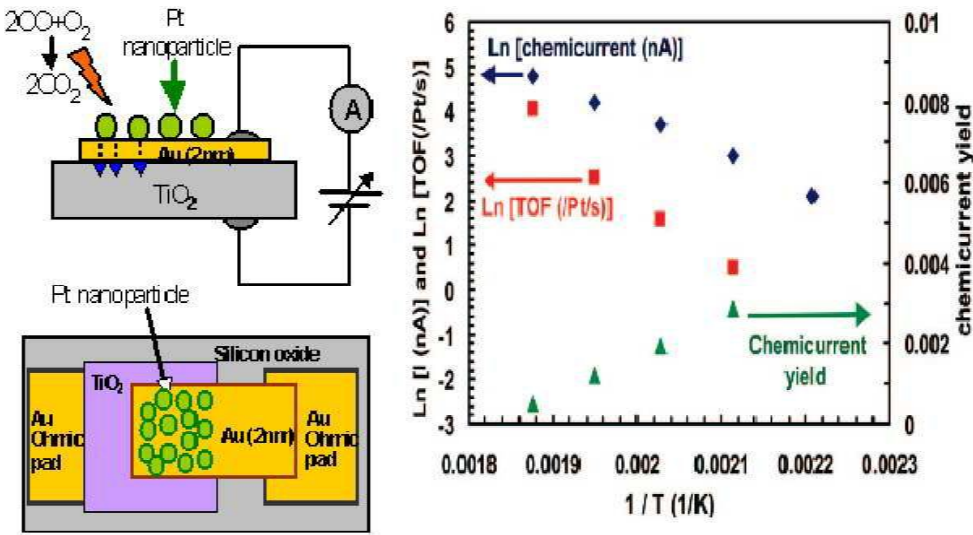 2CO+O2
2CO2
Pt
nanoparticle
A
Au (2nm)
TiO2
Pt nanoparticle
Silicon oxide
TiO2
Au
Ohmic
pad
Au (2nm)
Au
Ohmic
pad
Ln [I (nA)] and Ln [TOF(/Pt/s)]
6
5
4
3
2
1
0
-1
-2
-3
Ln [chemicurrent (nA)]
Ln [TOF (/Pt/s)]
Chemicurrent
yield
0.01
0.008
0.006
0.004
0.002
0
chemicurrent yield
0.0018
0.0019
0.002
0.0021
0.0022
0.0023
1 / T (1/K)